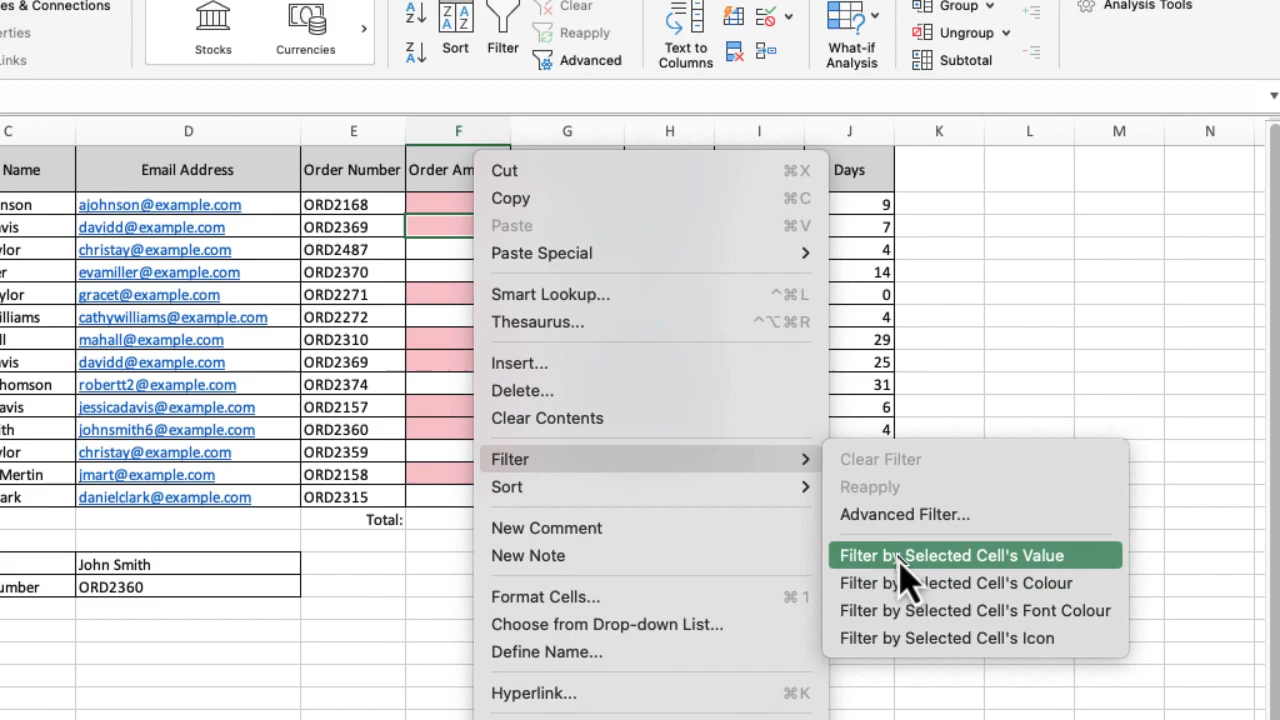 s & Connections
erties
inks
Stocks
Currencies
Sort
Filter
Clear
Reapply
Advanced
Text to
Columns
What-if
Analysis
Group
Ungroup
Subtotal
Analysis Tools
C D E F G H I J K L M N
Name Email Address Order Number Order Am Days
nson ajohnson@example.com ORD2168 9
vis davidd@example.com ORD2369 7
lor christay@example.com ORD2487 4
er evamiller@example.com ORD2370 14
ylor gracet@example.com ORD2271 0
illiams cathywilliams@example.com ORD2272 4
ll mahall@example.com ORD2310 29
vis davidd@example.com ORD2369 25
homson robertt2@example.com ORD2374 31
avis jessicadavis@example.com ORD2157 6
ith johnsmith6@example.com ORD2360 4
ylor christay@example.com ORD2359
Mertin jmart@example.com ORD2158
ark danielclark@example.com ORD2315
Total:
John Smith
umber ORD2360
Cut ⌘X
Copy ⌘C
Paste ⌘V
Paste Special
Smart Lookup... ^⌘L
Thesaurus... ^⌥⌘R
Insert...
Delete...
Clear Contents
Filter
Sort
New Comment
New Note
Format Cells... ⌘1
Choose from Drop-down List...
Define Name...
Hyperlink... ⌘K
Clear Filter
Reapply
Advanced Filter...
Filter by Selected Cell's Value
Filter by Selected Cell's Colour
Filter by Selected Cell's Font Colour
Filter by Selected Cell's Icon